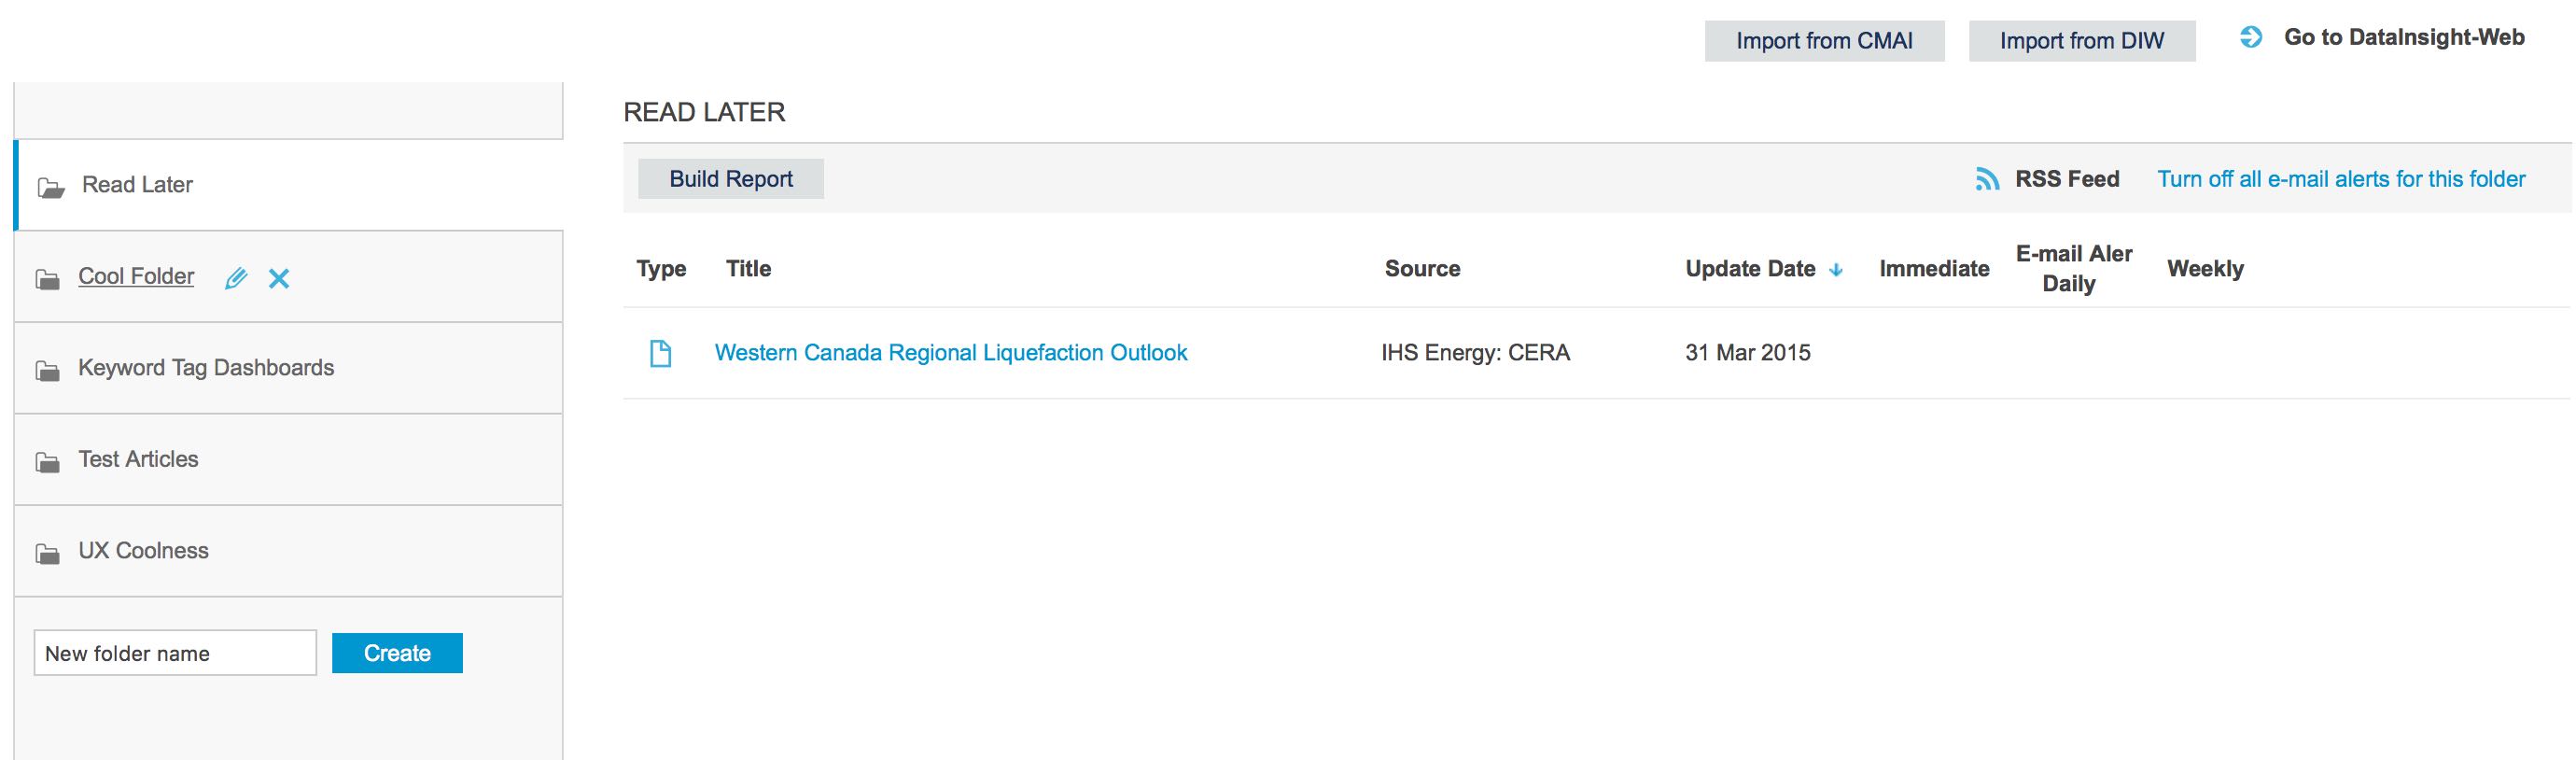 Import from CMAI
Import from DIW
Go to DataInsight-Web
Read Later
Cool Folder
Keyword Tag Dashboards
Test Articles
UX Coolness
New folder name
Create
READ LATER
Build Report
RSS Feed
Turn off all e-mail alerts for this folder
Type Title Source Update Date Immediate E-mail Aler Weekly
Daily
Western Canada Regional Liquefaction Outlook IHS Energy: CERA 31 Mar 2015